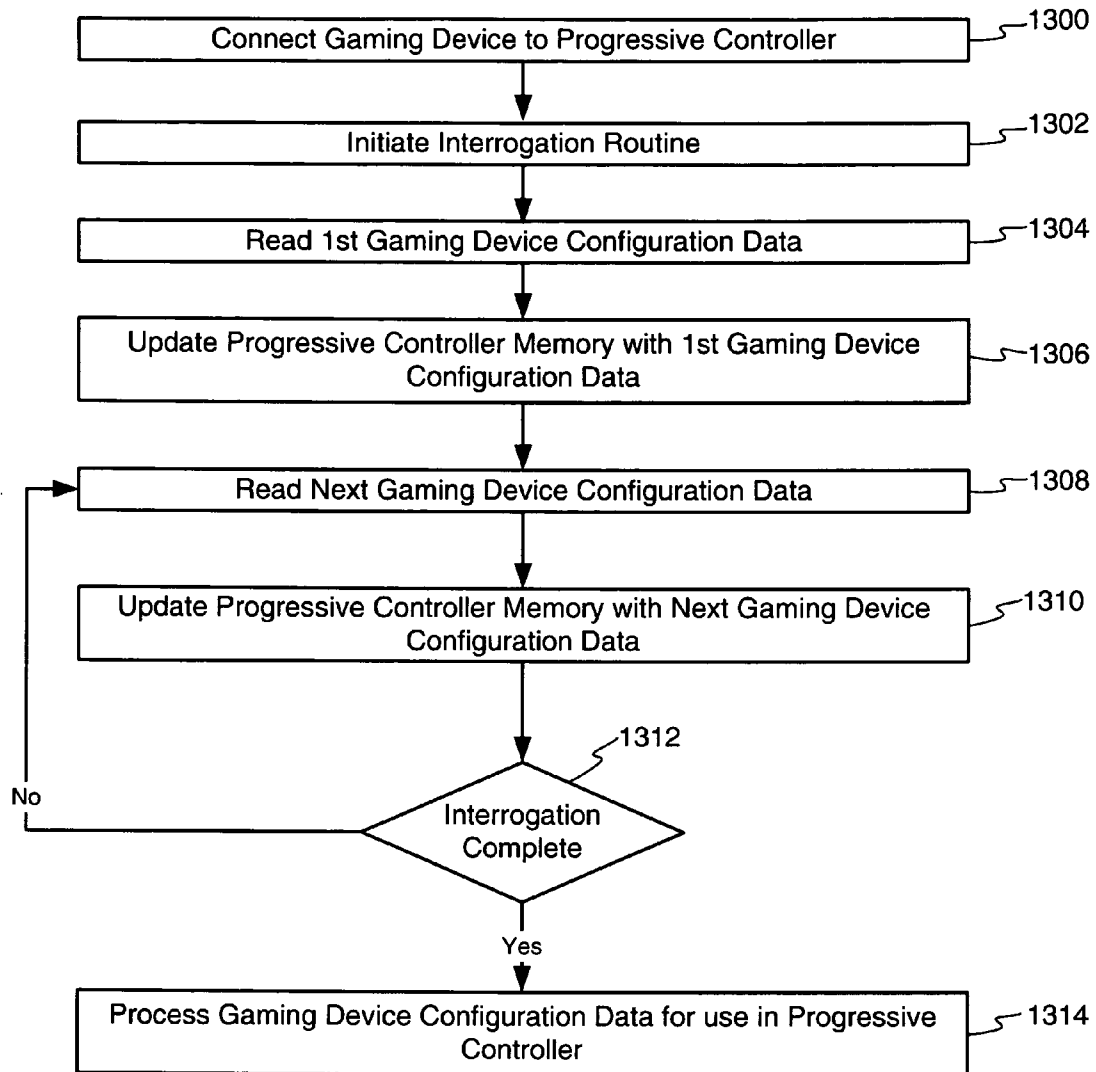 Connect Gaming Device to Progressive Controller
1300
Initiate Interrogation Routine
1302
Read 1st Gaming Device Configuration Data
1304
Update Progressive Controller Memory with 1st Gaming Device
Configuration Data
1306
Read Next Gaming Device Configuration Data
1308
Update Progressive Controller Memory with Next Gaming Device
Configuration Data
1310
1312
Interrogation
Complete
No
Yes
Process Gaming Device Configuration Data for use in Progressive
Controller
1314